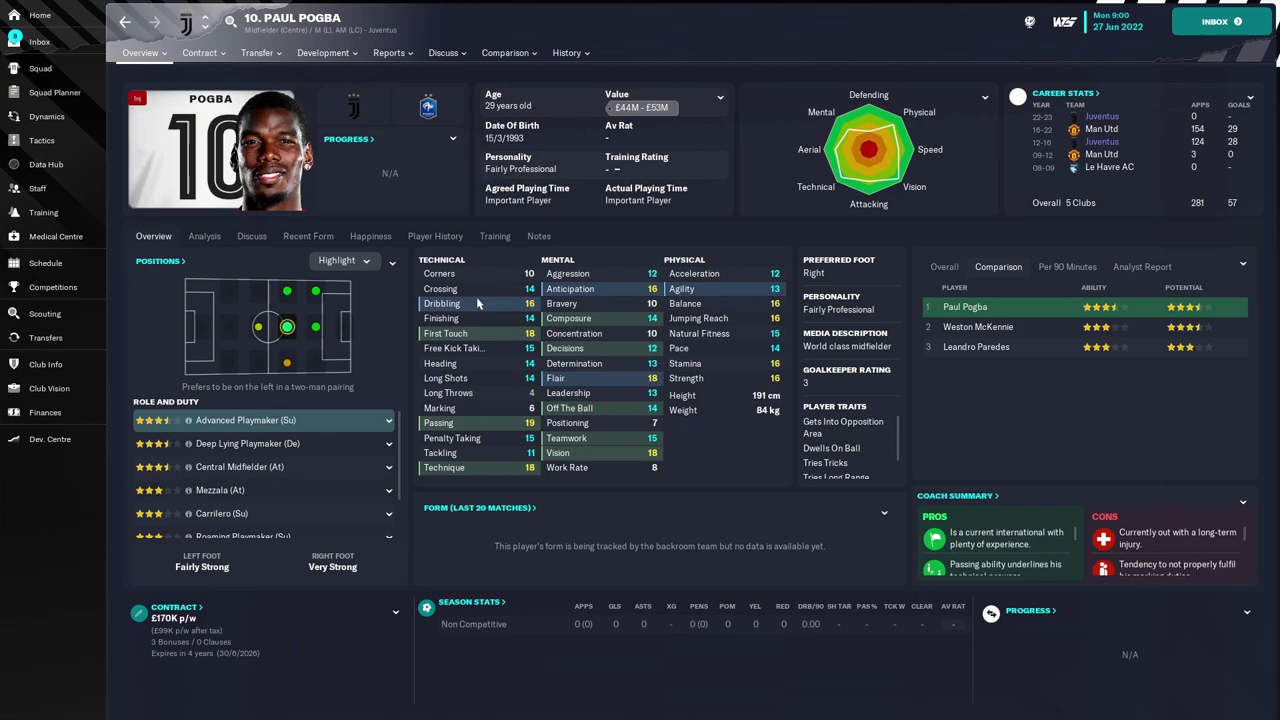 Home
Inbox
8
Squad
Squad Planner
Dynamics
Tactics
Data Hub
Staff
Training
Medical Centre
Schedule
Competitions
Scouting
Transfers
Club Info
Club Vision
Finances
Dev. Centre
10. PAUL POGBA
Midfielder (Centre) / M (L), AM (LC) - Juventus
Mon 9:00
27 Jun 2022
INBOX
Overview Contract Transfer Development Reports Discuss Comparison History
Inj
POGBA
10
PROGRESS >
N/A
Age
29 years old
Value
£44M - £53M
Date Of Birth
15/3/1993
Av Rat
-
Personality
Fairly Professional
Training Rating
- –
Agreed Playing Time
Important Player
Actual Playing Time
Important Player
Defending
Mental Physical
Aerial Speed
Technical Vision
Attacking
CAREER STATS >
YEAR TEAM APPS GOALS
22-23 Juventus 0 -
16-22 Man Utd 154 29
12-16 Juventus 124 28
09-12 Man Utd 3 0
08-09 Le Havre AC 0 -
Overall 5 Clubs 281 57
Overview Analysis Discuss Recent Form Happiness Player History Training Notes
POSITIONS >
Highlight
Prefers to be on the left in a two-man pairing
ROLE AND DUTY
Advanced Playmaker (Su)
Deep Lying Playmaker (De)
Central Midfielder (At)
Mezzala (At)
Carrilero (Su)
Roaming Playmaker (Su)
LEFT FOOT
Fairly Strong
RIGHT FOOT
Very Strong
TECHNICAL
Corners 10
Crossing 14
Dribbling 16
Finishing 14
First Touch 18
Free Kick Taki... 15
Heading 14
Long Shots 14
Long Throws 4
Marking 6
Passing 19
Penalty Taking 15
Tackling 11
Technique 18
MENTAL
Aggression 12
Anticipation 16
Bravery 10
Composure 14
Concentration 10
Decisions 12
Determination 13
Flair 18
Leadership 13
Off The Ball 14
Positioning 7
Teamwork 15
Vision 18
Work Rate 8
PHYSICAL
Acceleration 12
Agility 13
Balance 16
Jumping Reach 16
Natural Fitness 15
Pace 14
Stamina 16
Strength 16
Height 191 cm
Weight 84 kg
PREFERRED FOOT
Right
PERSONALITY
Fairly Professional
MEDIA DESCRIPTION
World class midfielder
GOALKEEPER RATING
3
PLAYER TRAITS
Gets Into Opposition
Area
Dwells On Ball
Tries Tricks
Tries Long Range
Overall Comparison Per 90 Minutes Analyst Report
PLAYER ABILITY POTENTIAL
1 Paul Pogba
2 Weston McKennie
3 Leandro Paredes
FORM (LAST 20 MATCHES) >
This player's form is being tracked by the backroom team but no data is available yet.
COACH SUMMARY >
PROS
Is a current international with
plenty of experience.
Passing ability underlines his
technical prowess
CONS
Currently out with a long-term
injury.
Tendency to not properly fulfil
his marking duties
CONTRACT >
£170K p/w
(£99K p/w after tax)
3 Bonuses / 0 Clauses
Expires in 4 years (30/6/2026)
SEASON STATS >
APPS GLS ASTS XG PENS POM YEL RED DRB/90 SH TAR PAS % TCK W CLEAR AV RAT
Non Competitive 0 (0) 0 0 - 0 (0) 0 0 0 0.00 - - - - -
PROGRESS >
N/A